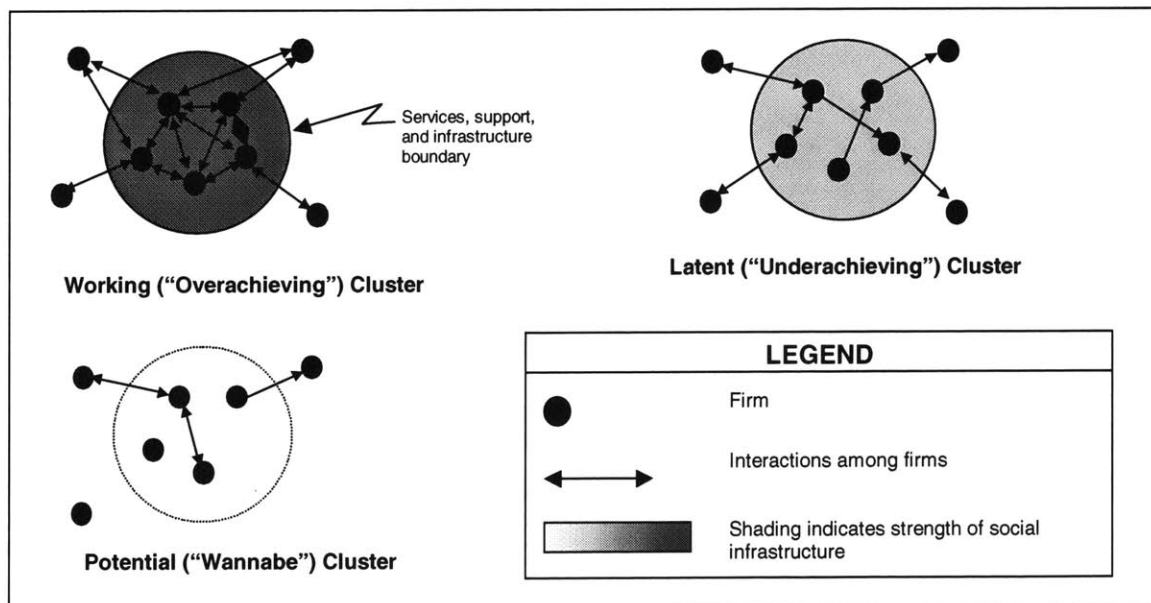 Services, support,
and infrastructure
boundary
Working (“Overachieving”) Cluster
Latent (“Underachieving”) Cluster
Potential (“Wannabe”) Cluster
LEGEND
Firm
Interactions among firms
Shading indicates strength of social
infrastructure